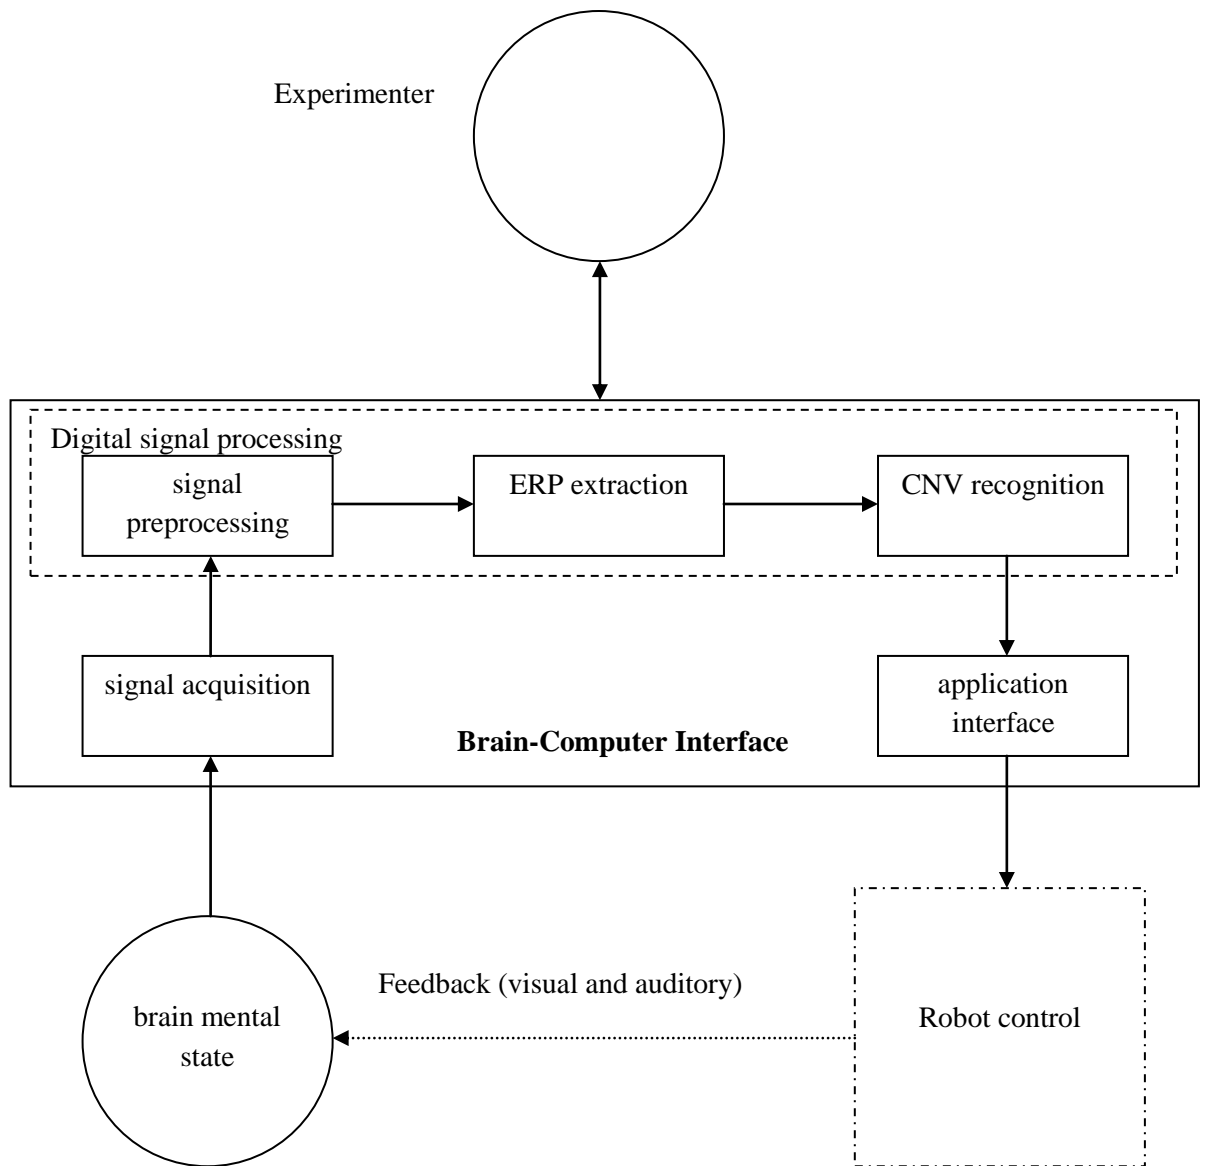 Experimenter
Digital signal processing
signal
preprocessing
ERP extraction
CNV recognition
signal acquisition
application
interface
Brain-Computer Interface
Feedback (visual and auditory)
brain mental
state
Robot control